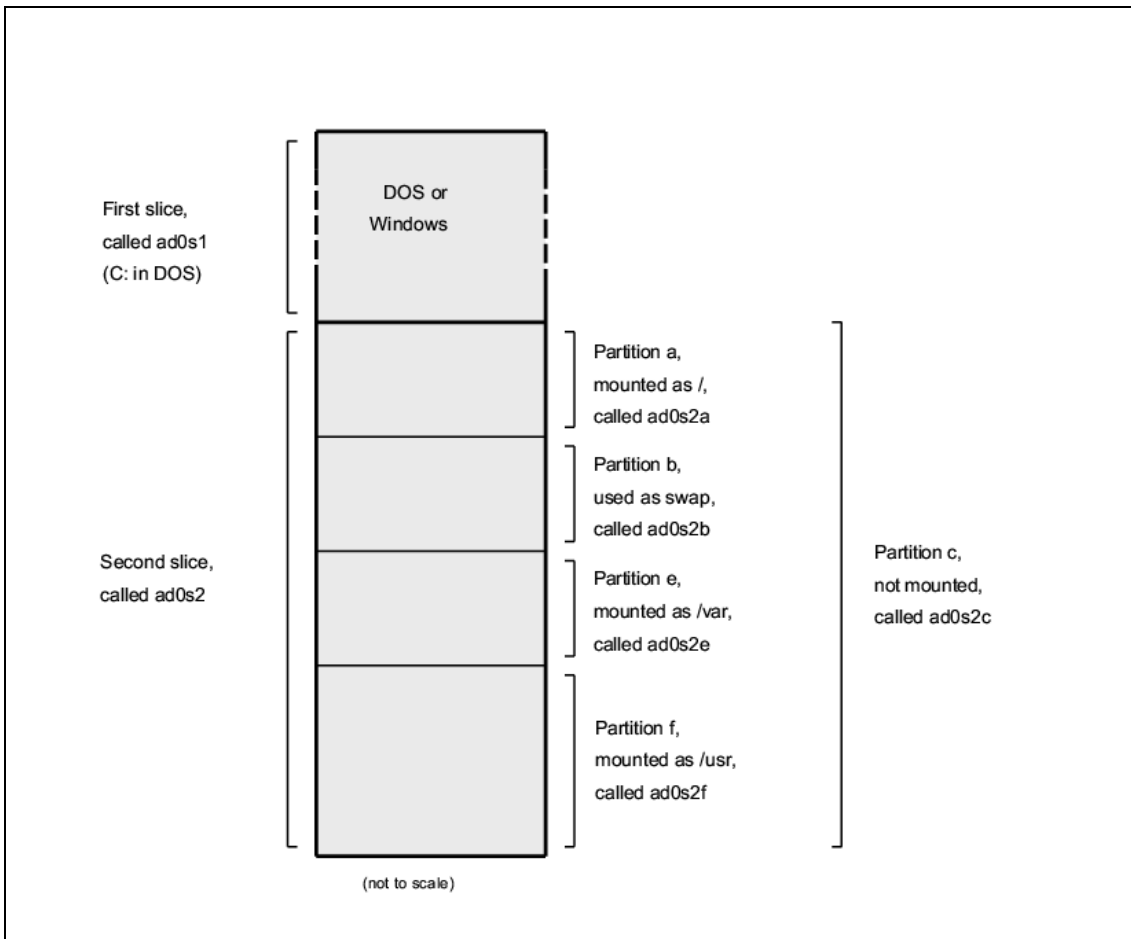 DOS or
Windows
First slice,
called ad0s1
(C: in DOS)
Partition a,
mounted as /,
called ad0s2a
Partition b,
used as swap,
called ad0s2b
Second slice,
called ad0s2
Partition e,
mounted as /var,
called ad0s2e
Partition c,
not mounted,
called ad0s2c
Partition f,
mounted as /usr,
called ad0s2f
(not to scale)